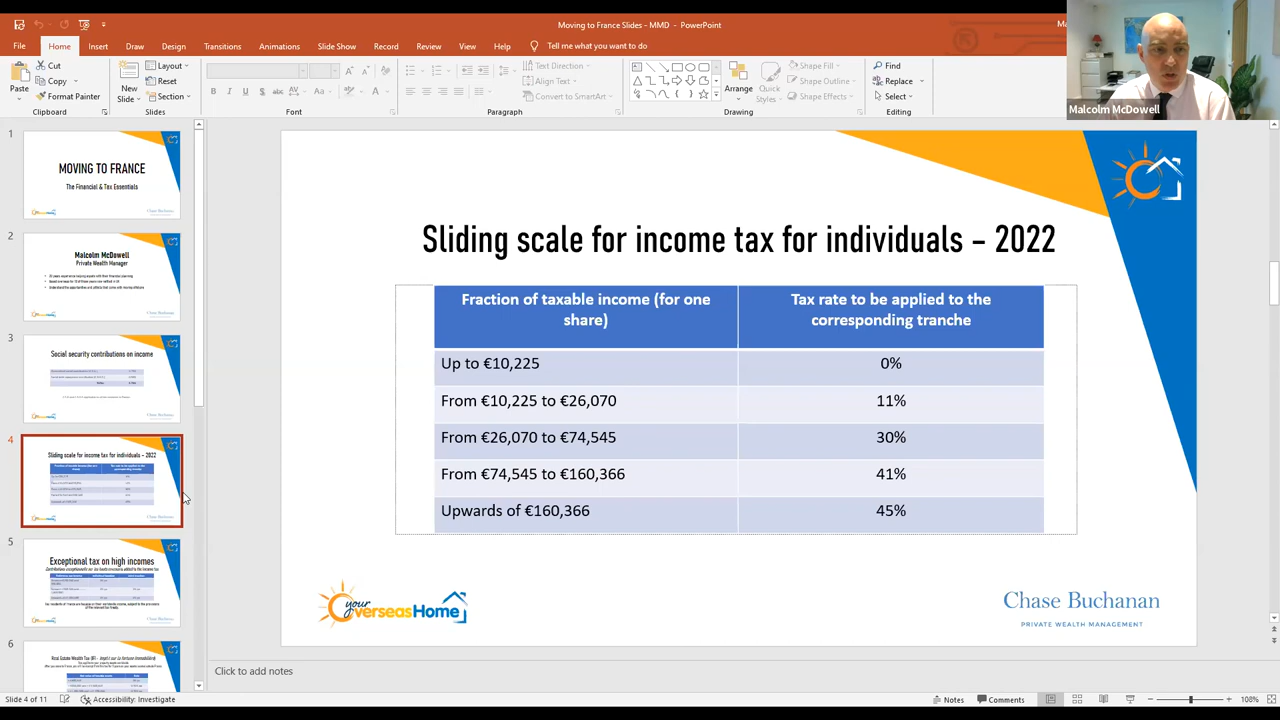 Moving to France Slides - MMD - PowerPoint
Ma
File Home Insert Draw Design Transitions Animations Slide Show Record Review View Help Tell me what you want to do
Paste
Cut
Copy
Format Painter
Clipboard
New
Slide
Layout
Reset
Section
Slides
Font
Text Direction
Align Text
Convert to SmartArt
Paragraph
Arrange
Quick
Styles
Shape Fill
Shape Outline
Shape Effects
Drawing
Find
Replace
Select
Editing
Malcolm McDowell
1
MOVING TO FRANCE
The Financial & Tax Essentials
2
Malcolm McDowell
Private Wealth Manager
3
Social security contributions on income
4
Sliding scale for income tax for individuals – 2022
5
Exceptional tax on high incomes
6
Sliding scale for income tax for individuals – 2022
Fraction of taxable income (for one share) Tax rate to be applied to the corresponding tranche
Up to €10,225 0%
From €10,225 to €26,070 11%
From €26,070 to €74,545 30%
From €74,545 to €160,366 41%
Upwards of €160,366 45%
your OverseasHome
Chase Buchanan
PRIVATE WEALTH MANAGEMENT
Click to add notes
Slide 4 of 11 Accessibility: Investigate Notes Comments 108%